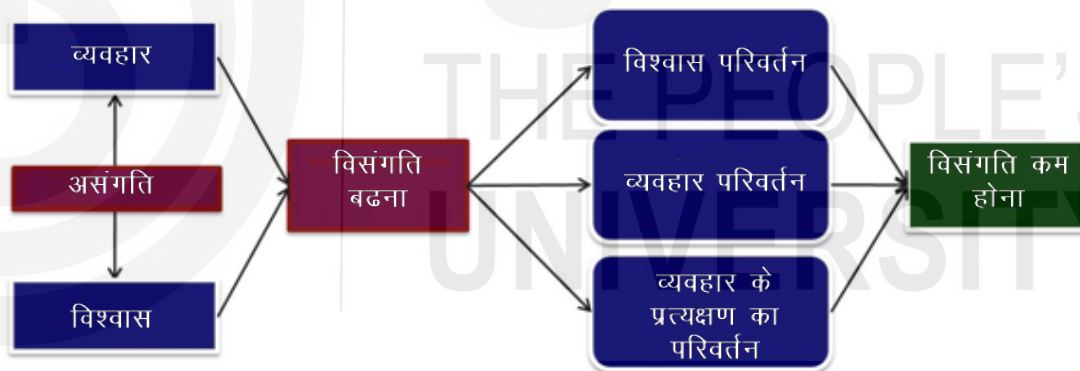 व्यवहार
असंगति
विश्वास
विसंगति
बढना
विश्वास परिवर्तन
व्यवहार परिवर्तन
व्यवहार के
प्रत्यक्षण का
परिवर्तन
विसंगति कम
होना
THE PEOPLE'S
UNIVERSITY